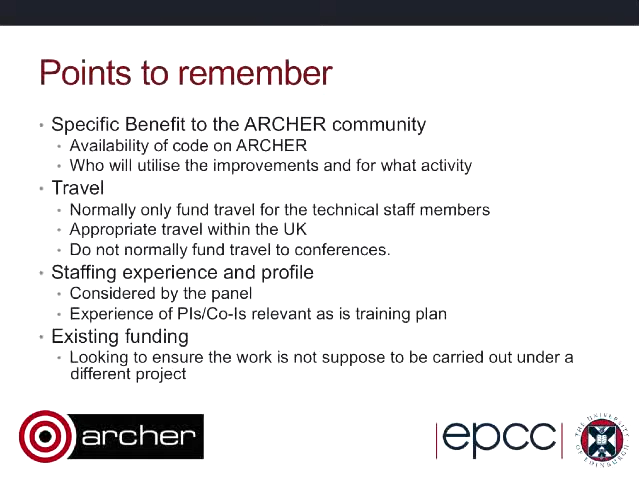 Points to remember
• Specific Benefit to the ARCHER community
• Availability of code on ARCHER
• Who will utilise the improvements and for what activity
• Travel
• Normally only fund travel for the technical staff members
• Appropriate travel within the UK
• Do not normally fund travel to conferences.
• Staffing experience and profile
• Considered by the panel
• Experience of PIs/Co-Is relevant as is training plan
• Existing funding
• Looking to ensure the work is not suppose to be carried out under a
different project
archer
|epcc|
THE UNIVERSITY OF EDINBURGH